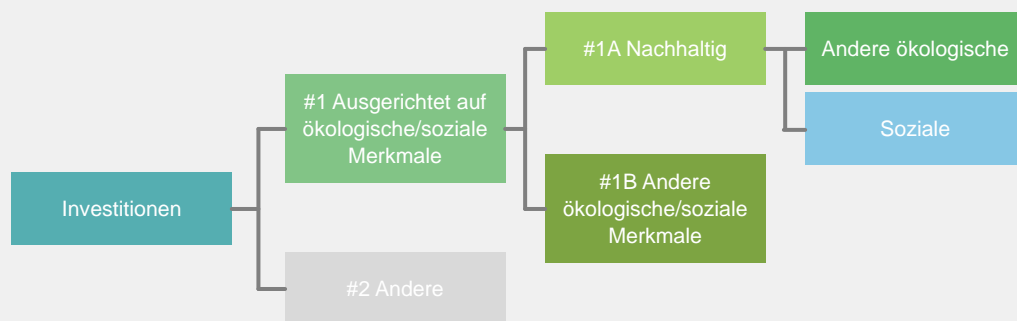 Investitionen
#1 Ausgerichtet auf
ökologische/soziale
Merkmale
#2 Andere
#1A Nachhaltig
#1B Andere
ökologische/soziale
Merkmale
Andere ökologische
Soziale